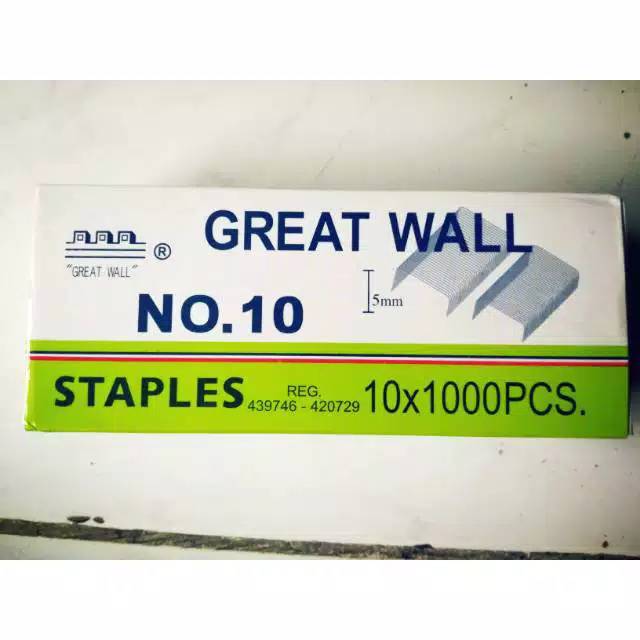 GREAT WALL
®
"GREAT WALL"
NO.10
5mm
STAPLES
REG.
439746 - 420729
10x1000PCS.